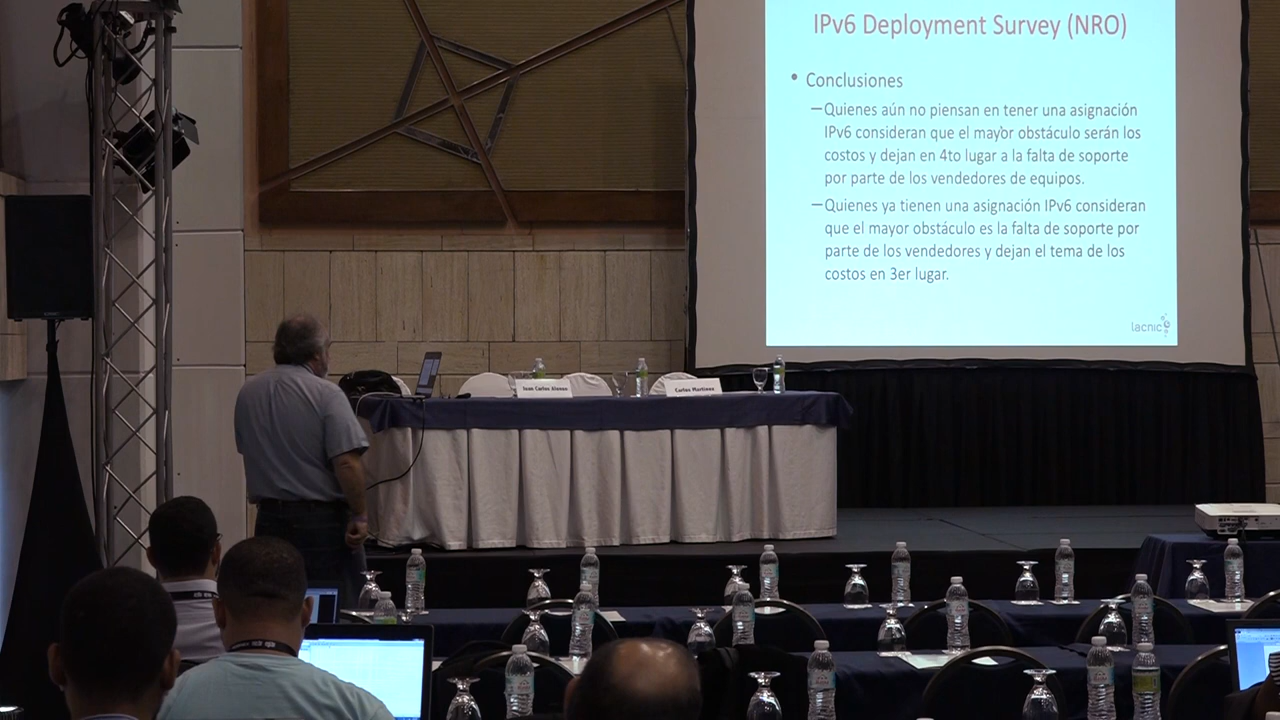 IPv6 Deployment Survey (NRO)
• Conclusiones
–Quienes aún no piensan en tener una asignación
IPv6 consideran que el mayor obstáculo serán los
costos y dejan en 4to lugar a la falta de soporte
por parte de los vendedores de equipos.
–Quienes ya tienen una asignación IPv6 consideran
que el mayor obstáculo es la falta de soporte por
parte de los vendedores y dejan el tema de los
costos en 3er lugar.
lacnic
Juan Carlos Alonso
Carlos Martinez